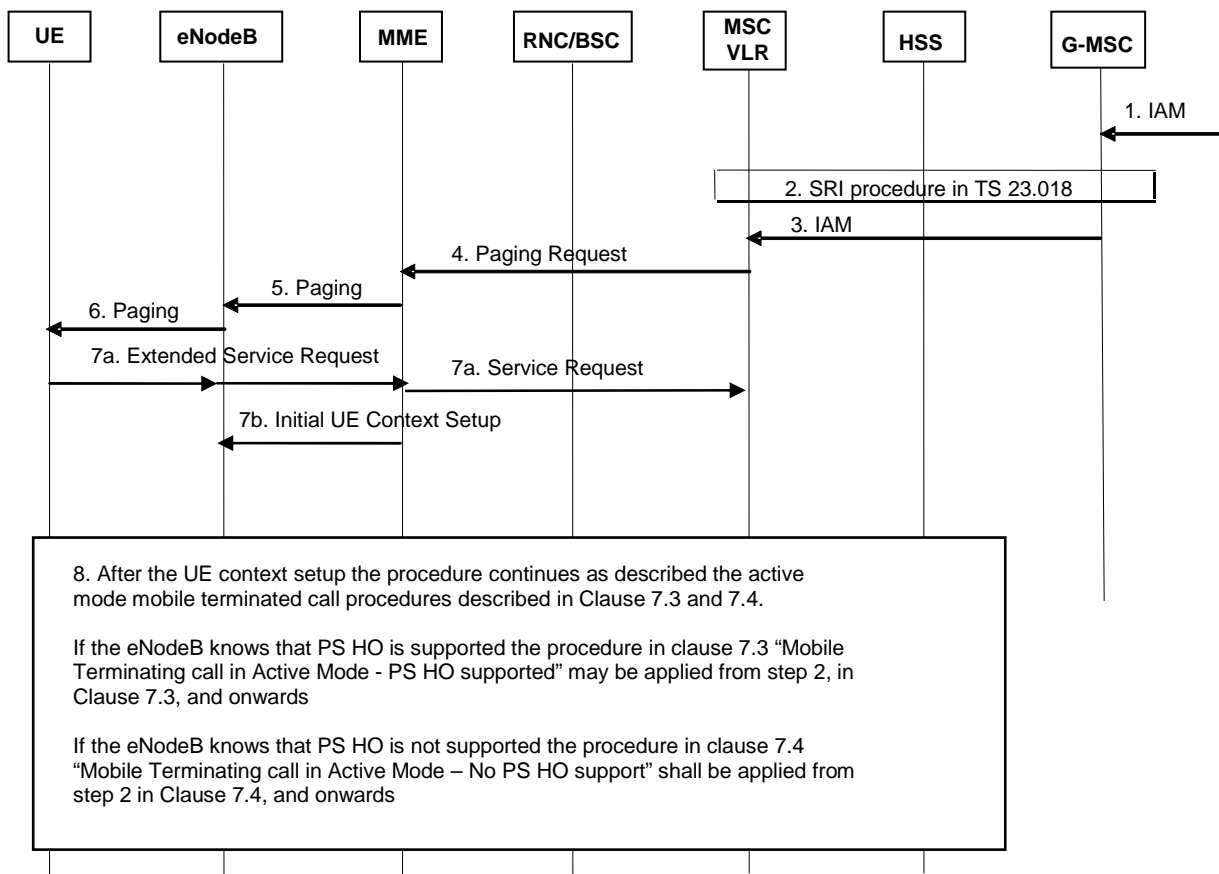 UE
eNodeB
MME
RNC/BSC
MSC
VLR
HSS
G-MSC
1. IAM
2. SRI procedure in TS 23.018
3. IAM
4. Paging Request
5. Paging
6. Paging
7a. Extended Service Request
7a. Service Request
7b. Initial UE Context Setup
8. After the UE context setup the procedure continues as described the active
mode mobile terminated call procedures described in Clause 7.3 and 7.4.
If the eNodeB knows that PS HO is supported the procedure in clause 7.3 “Mobile
Terminating call in Active Mode - PS HO supported” may be applied from step 2, in
Clause 7.3, and onwards
If the eNodeB knows that PS HO is not supported the procedure in clause 7.4
“Mobile Terminating call in Active Mode – No PS HO support” shall be applied from
step 2 in Clause 7.4, and onwards